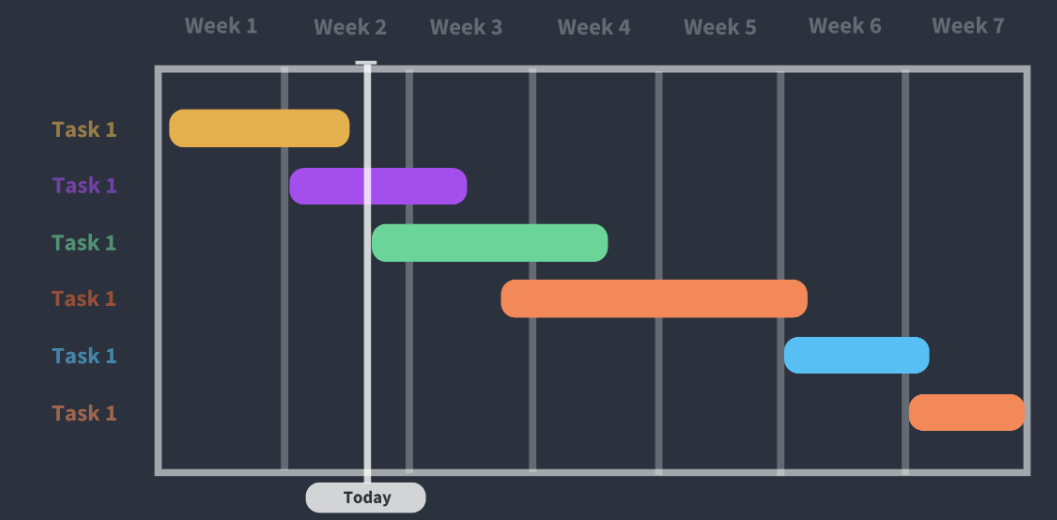 Week 1
Week 2
Week 3
Week 4
Week 5
Week 6
Week 7
Task 1
Task 1
Task 1
Task 1
Task 1
Task 1
Today